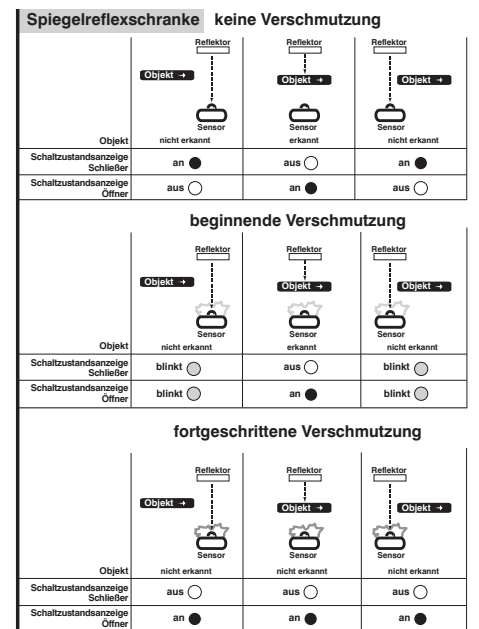 Spiegelreflexschranke keine Verschmutzung
Reflektor Reflektor Reflektor
Objekt → Objekt → Objekt →
Sensor Sensor Sensor
Objekt nicht erkannt erkannt nicht erkannt
Schaltzustandsanzeige
Schließer an aus an
Schaltzustandsanzeige
Öffner aus an aus
beginnende Verschmutzung
Reflektor Reflektor Reflektor
Objekt → Objekt → Objekt →
Sensor Sensor Sensor
Objekt nicht erkannt erkannt nicht erkannt
Schaltzustandsanzeige
Schließer blinkt aus blinkt
Schaltzustandsanzeige
Öffner blinkt an blinkt
fortgeschrittene Verschmutzung
Reflektor Reflektor Reflektor
Objekt → Objekt → Objekt →
Sensor Sensor Sensor
Objekt nicht erkannt nicht erkannt nicht erkannt
Schaltzustandsanzeige
Schließer aus aus aus
Schaltzustandsanzeige
Öffner an an an